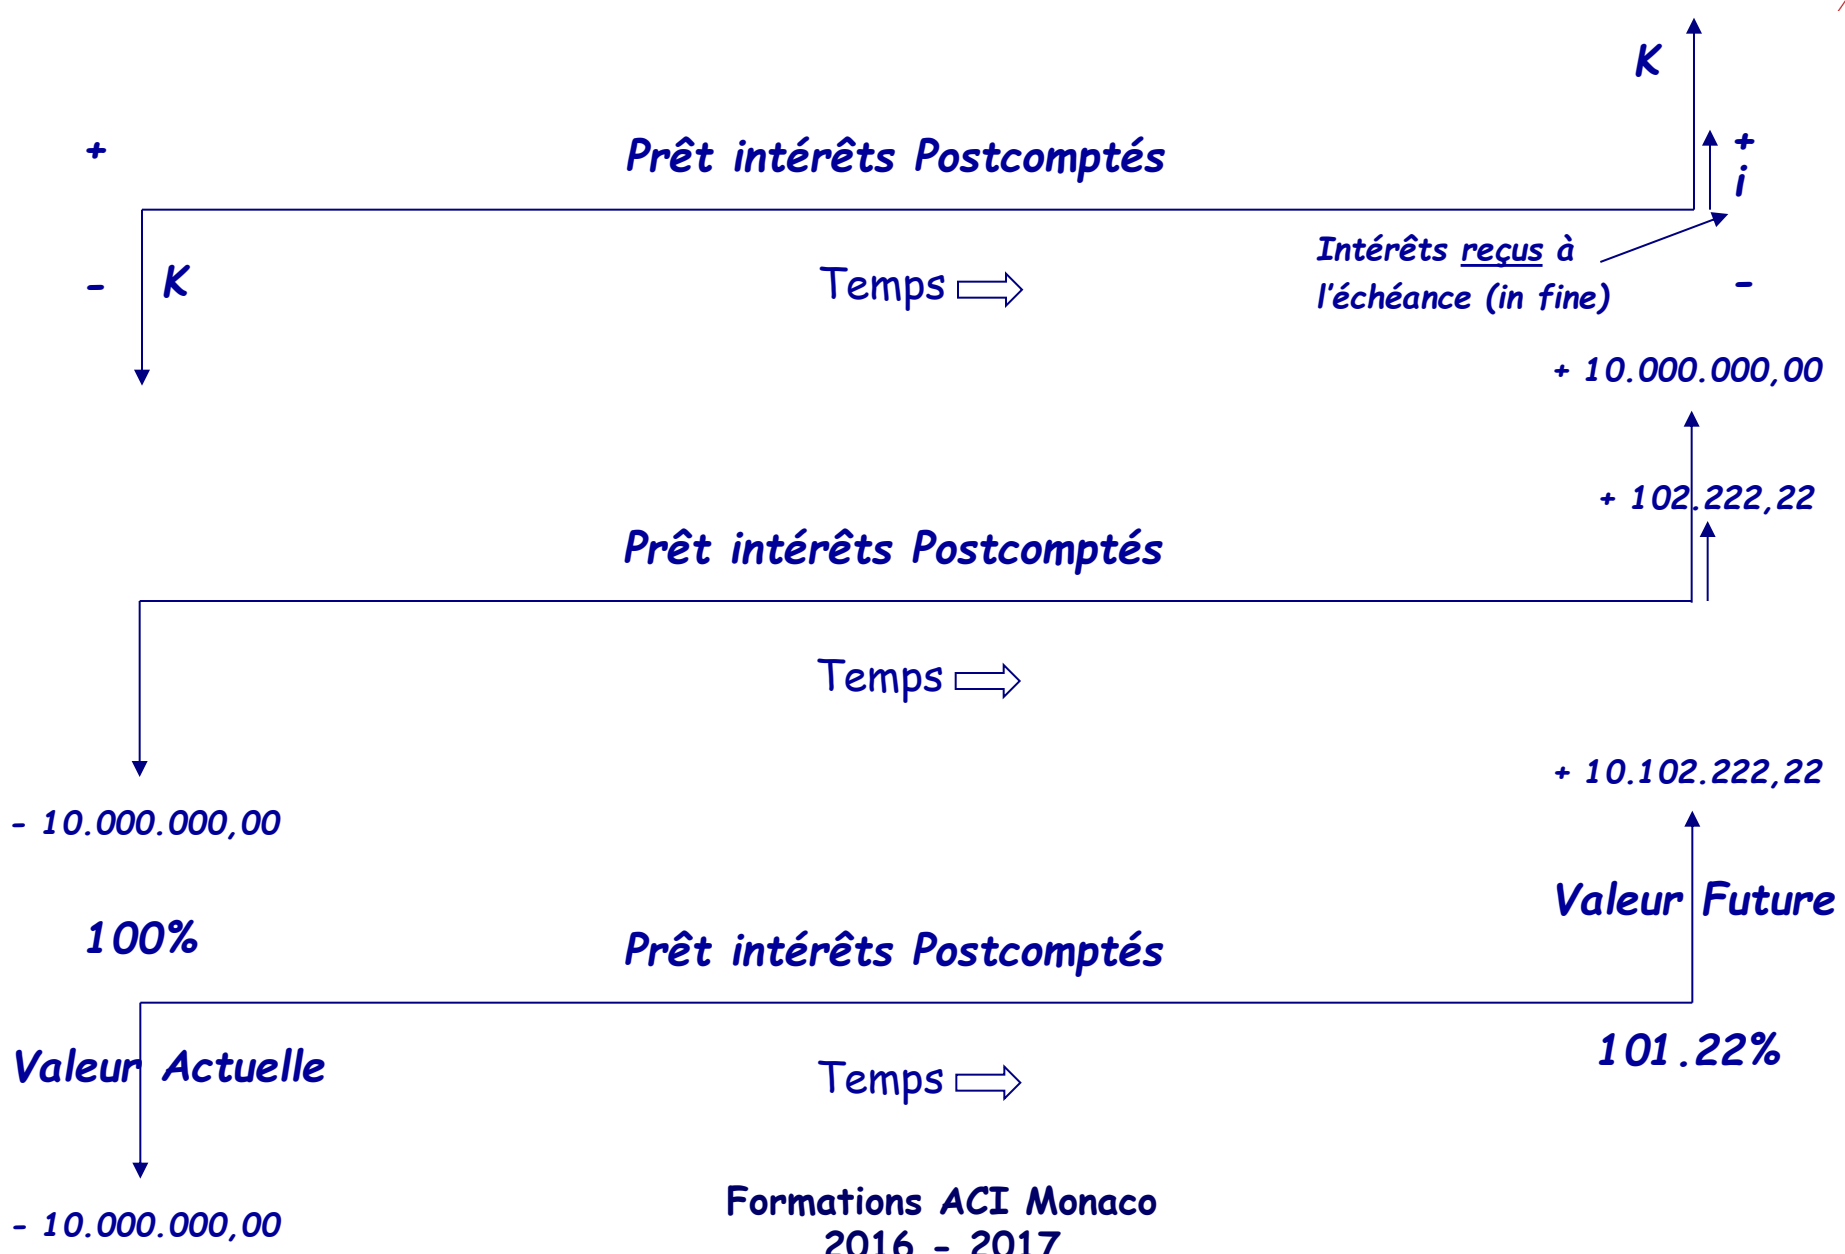 K
+
Prêt intérêts Postcomptés
+
i
- K
Temps
Intérêts reçus à
l'échéance (in fine)
-
+ 10.000.000,00
+ 102.222,22
Prêt intérêts Postcomptés
Temps
+ 10.102.222,22
- 10.000.000,00
Valeur Future
100%
Prêt intérêts Postcomptés
Valeur Actuelle
Temps
101.22%
Formations ACI Monaco
- 10.000.000,00
2016 - 2017